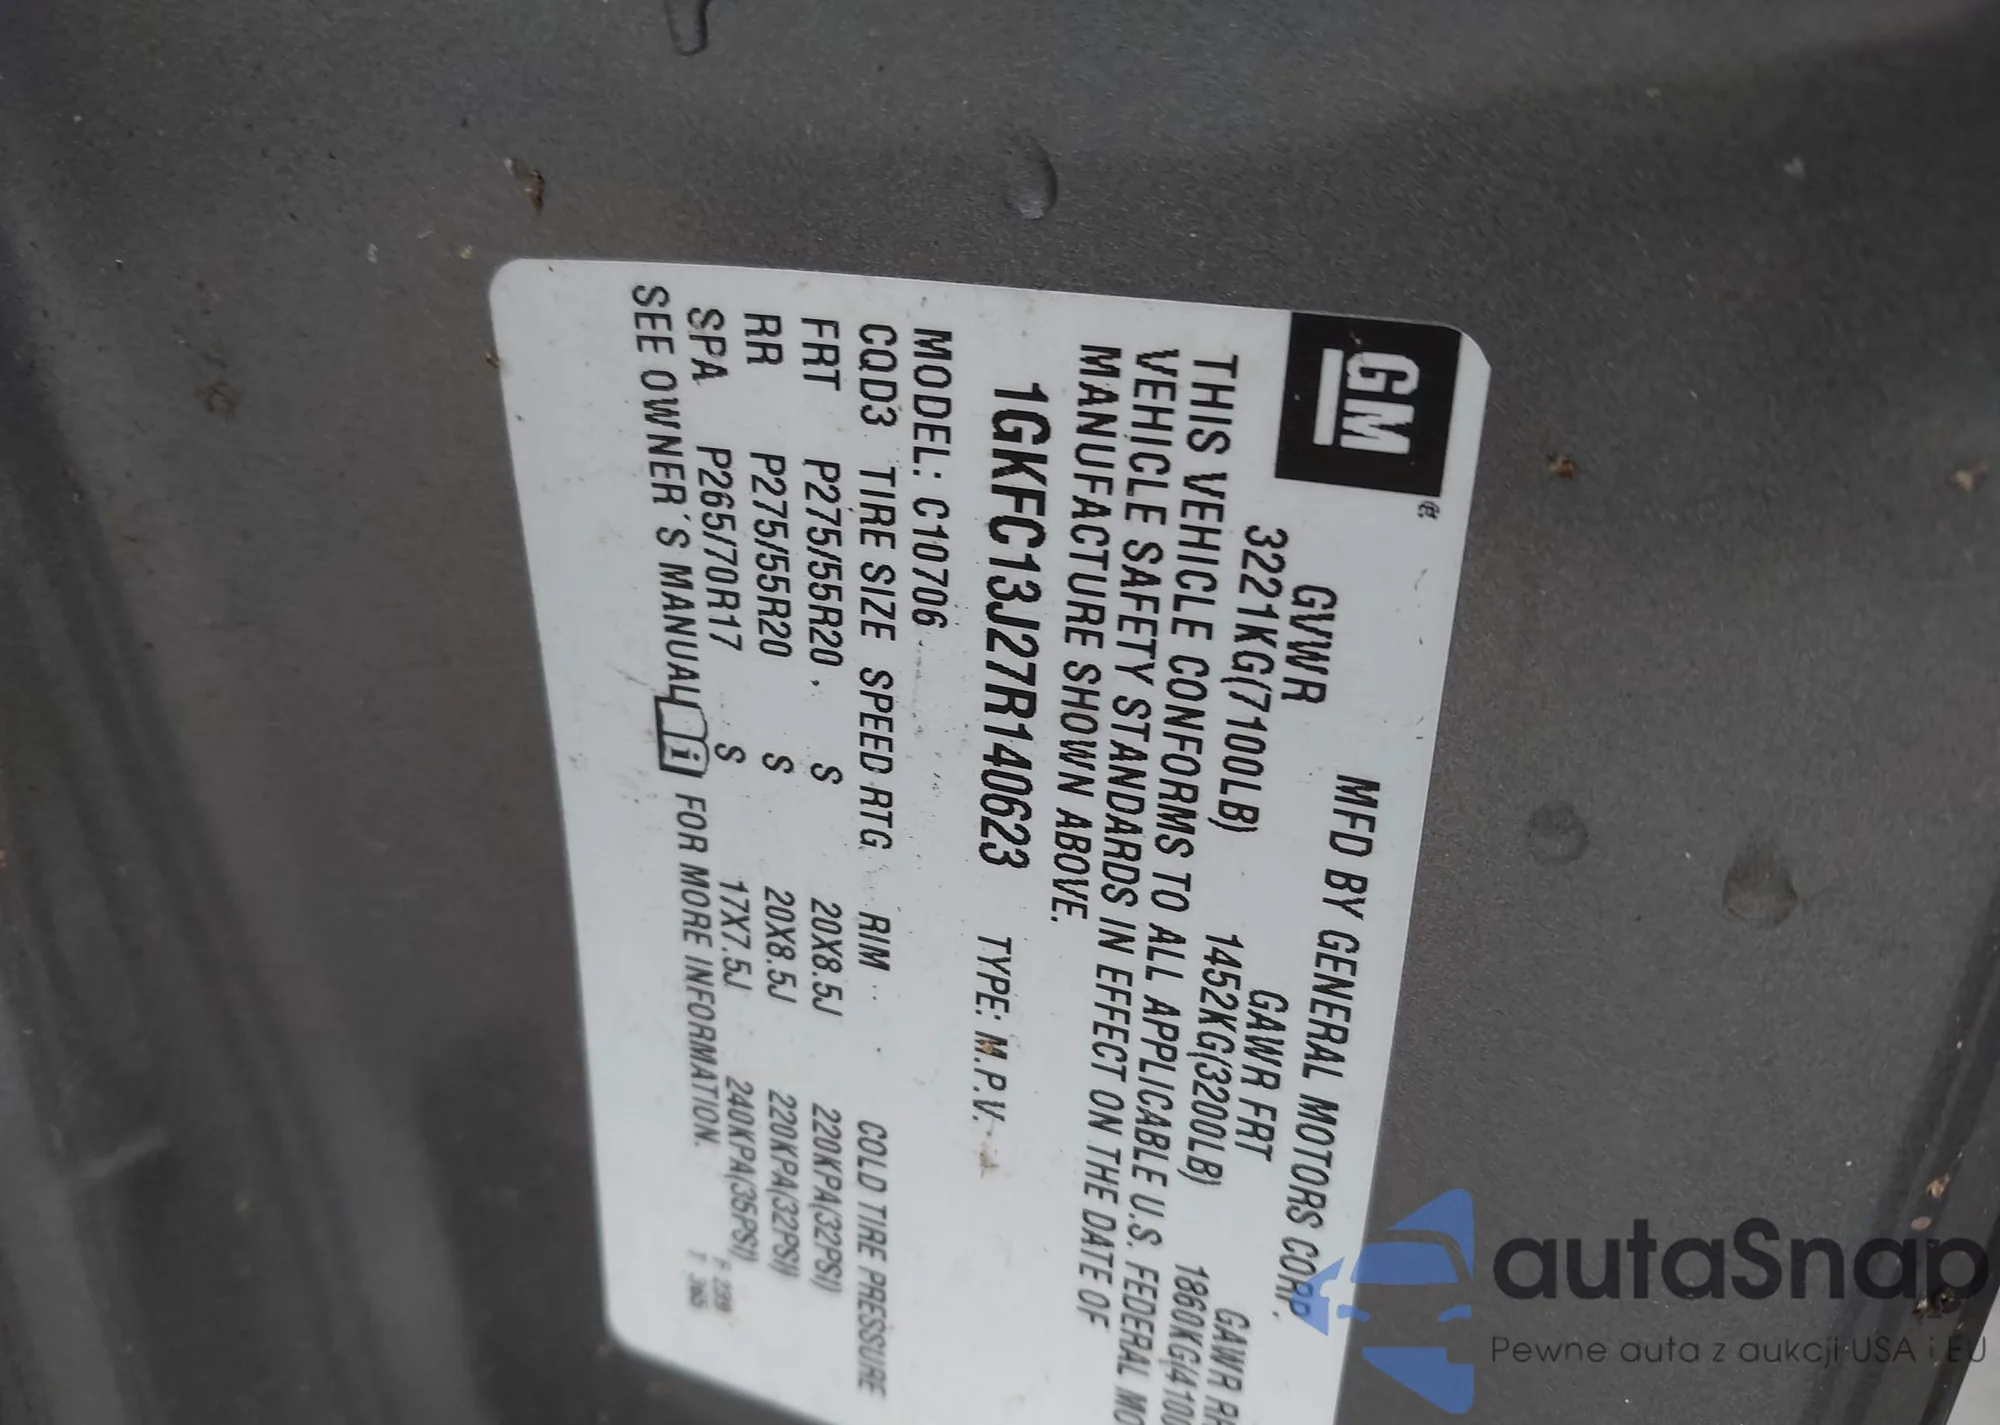 GM
MFD BY GENERAL MOTORS CORP.
GVWR GAWR FRT GAWR
3221KG(7100LB) 1452KG(3200LB) 1860KG(4100
THIS VEHICLE CONFORMS TO ALL APPLICABLE U.S. FEDERAL MO
VEHICLE SAFETY STANDARDS IN EFFECT ON THE DATE OF
MANUFACTURE SHOWN ABOVE.
1GKFC13J27R140623 TYPE: M.P.V.
MODEL: C10706
CQD3 TIRE SIZE SPEED RTG RIM COLD TIRE PRESSURE
FRT P275/55R20 S 20X8.5J 220KPA(32PSI)
RR P275/55R20 S 20X8.5J 220KPA(32PSI)
SPA P265/70R17 S 17X7.5J 240KPA(35PSI)
SEE OWNER'S MANUAL i FOR MORE INFORMATION.
autaSnap
Pewne auta z aukcji USA i EU